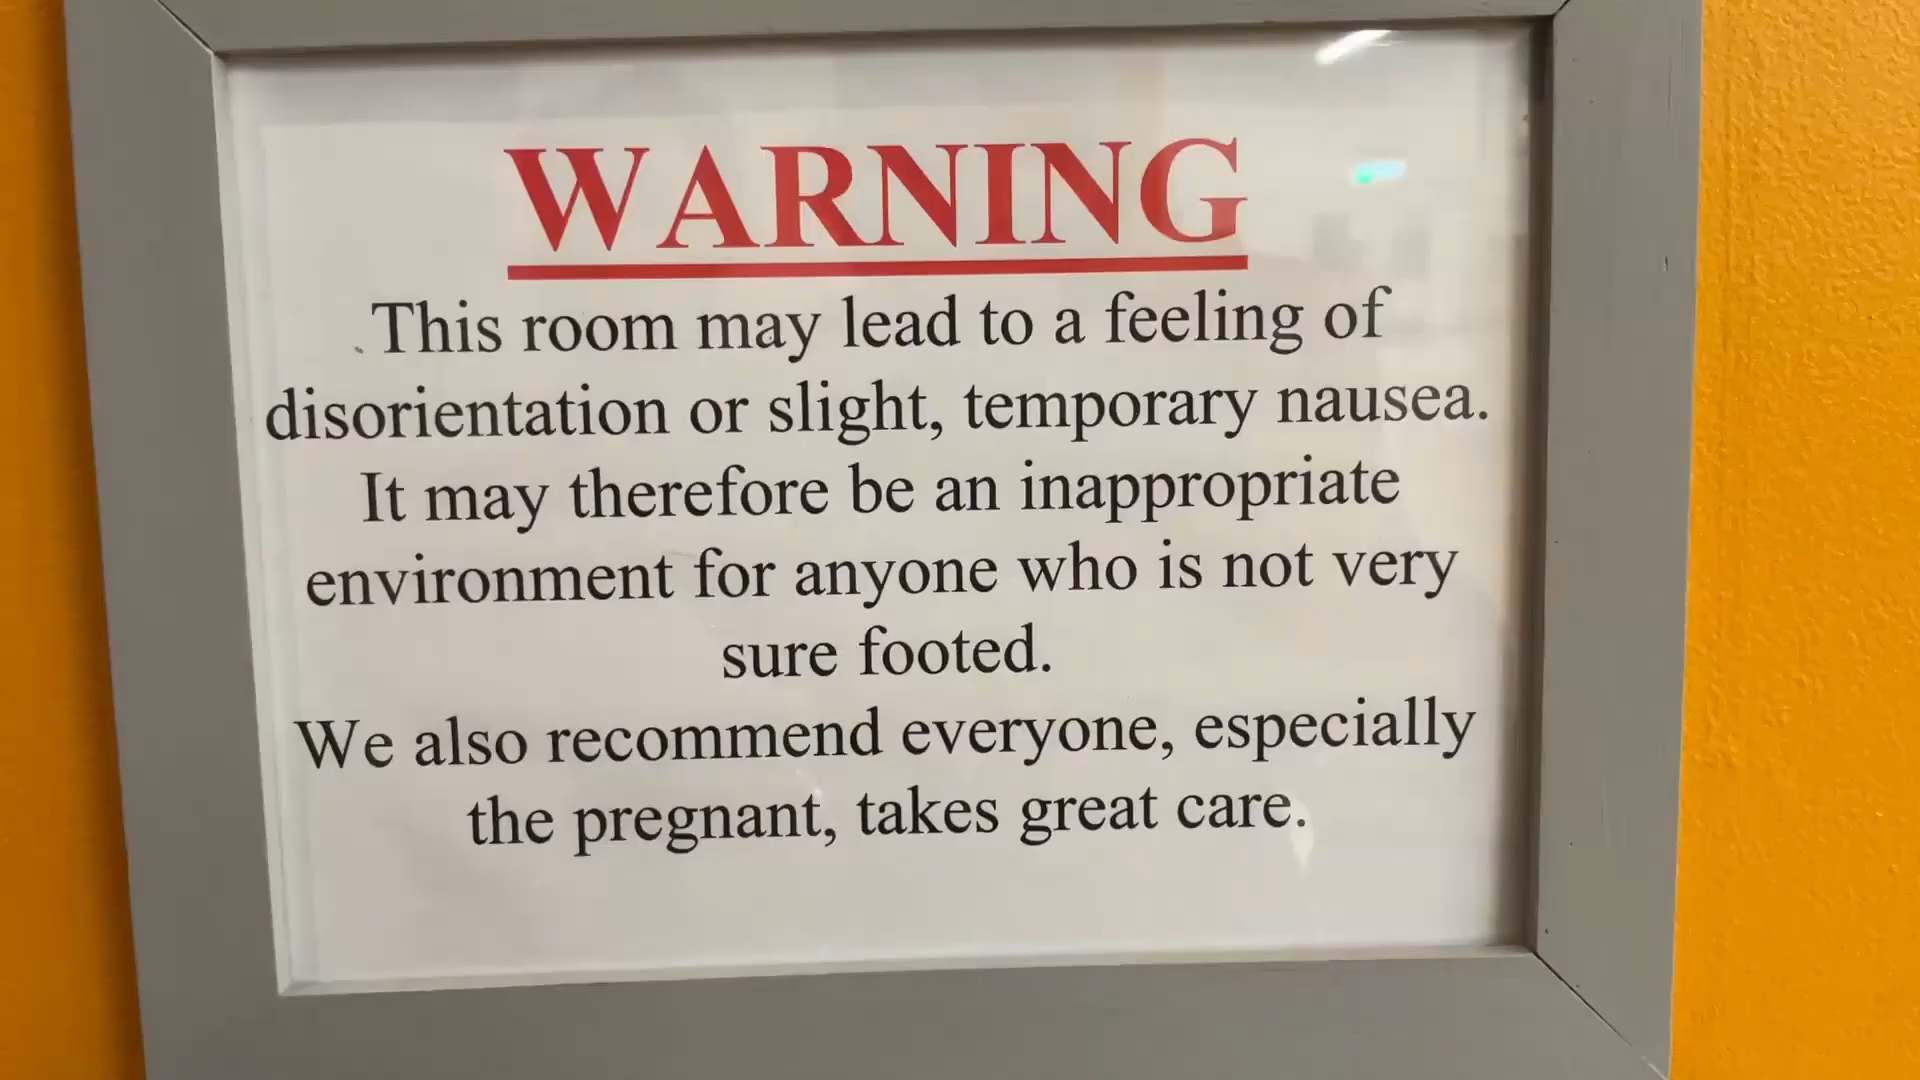 WARNING
. This room may lead to a feeling of
disorientation or slight, temporary nausea.
It may therefore be an inappropriate
environment for anyone who is not very
sure footed.
We also recommend everyone, especially
the pregnant, takes great care.